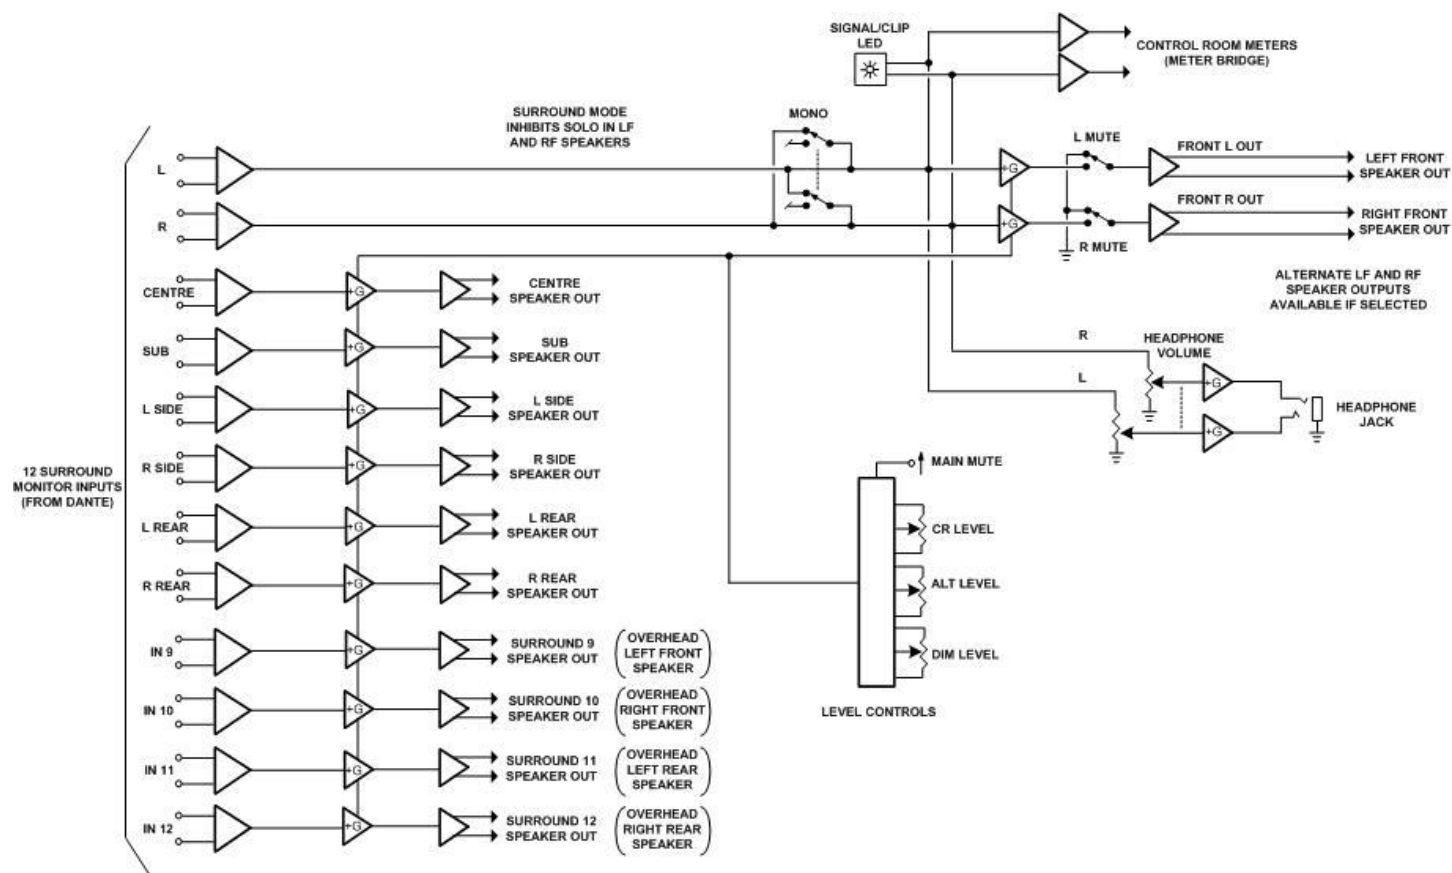 SIGNAL/CLIP
LED
CONTROL ROOM METERS
(METER BRIDGE)
SURROUND MODE
INHIBITS SOLO IN LF
AND RF SPEAKERS
MONO
L MUTE
L
+G
FRONT L OUT
LEFT FRONT
SPEAKER OUT
R
+G
FRONT R OUT
RIGHT FRONT
SPEAKER OUT
R MUTE
CENTRE
+G
CENTRE
SPEAKER OUT
ALTERNATE LF AND RF
SPEAKER OUTPUTS
AVAILABLE IF SELECTED
SUB
+G
SUB
SPEAKER OUT
R
HEADPHONE
VOLUME
L
+G
+G
HEADPHONE
JACK
L SIDE
+G
L SIDE
SPEAKER OUT
12 SURROUND
MONITOR INPUTS
(FROM DANTE)
R SIDE
+G
R SIDE
SPEAKER OUT
MAIN MUTE
L REAR
+G
L REAR
SPEAKER OUT
CR LEVEL
R REAR
+G
R REAR
SPEAKER OUT
ALT LEVEL
IN 9
+G
SURROUND 9
SPEAKER OUT
(OVERHEAD
LEFT FRONT
SPEAKER)
DIM LEVEL
IN 10
+G
SURROUND 10
SPEAKER OUT
(OVERHEAD
RIGHT FRONT
SPEAKER)
LEVEL CONTROLS
IN 11
+G
SURROUND 11
SPEAKER OUT
(OVERHEAD
LEFT REAR
SPEAKER)
IN 12
+G
SURROUND 12
SPEAKER OUT
(OVERHEAD
RIGHT REAR
SPEAKER)